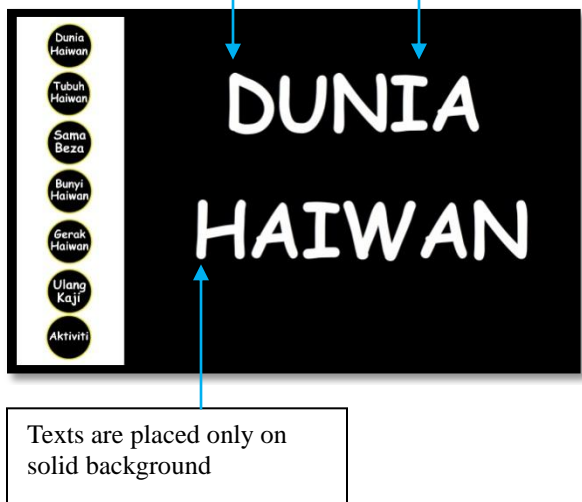 Dunia
Haiwan
Tubuh
Haiwan
Sama
Beza
Bunyi
Haiwan
Gerak
Haiwan
Ulang
Kaji
Aktiviti
DUNIA
HAIWAN
Texts are placed only on
solid background